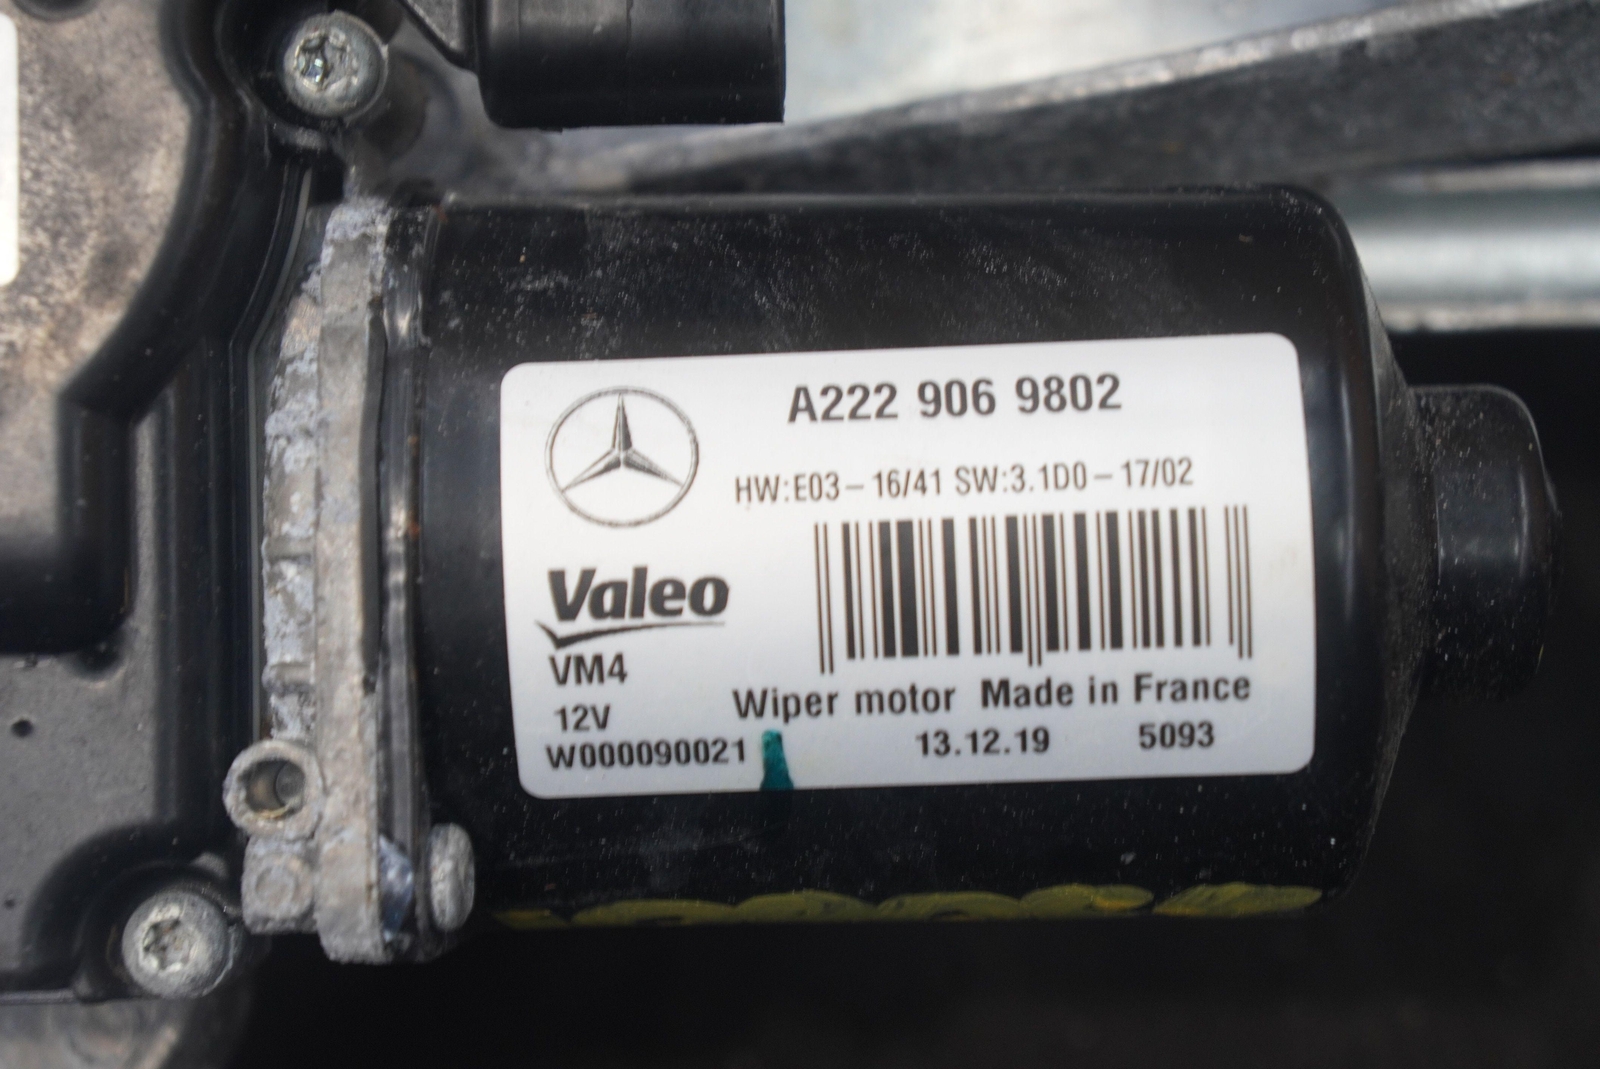 A222 906 9802
HW:E03 – 16/41 SW:3.1D0 – 17/02
Valeo
VM4
12V
W000090021
Wiper motor Made in France
13.12.19 5093